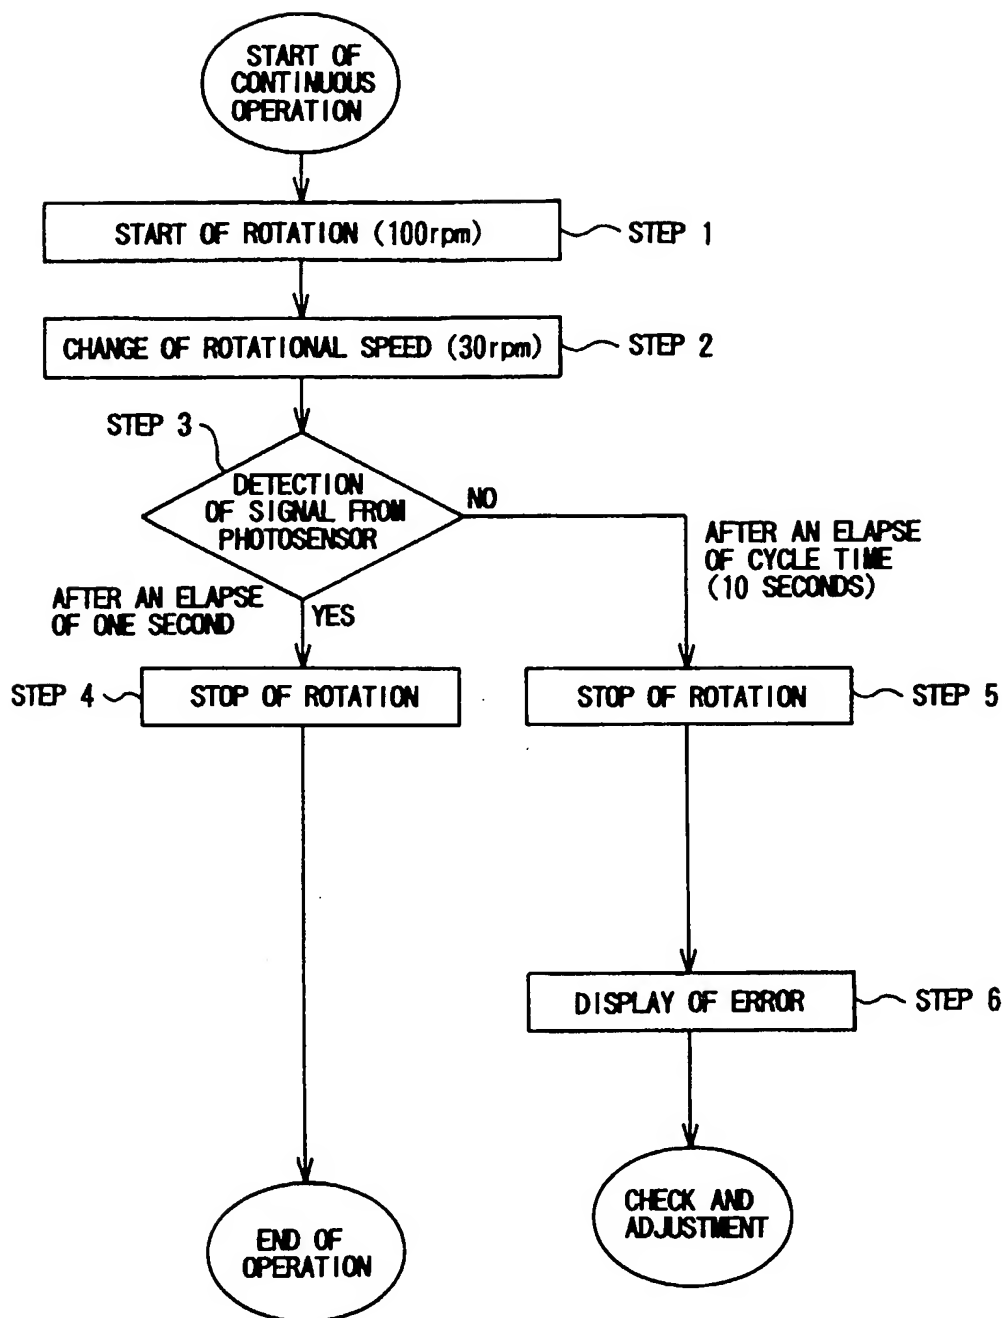 START OF
CONTINUOUS
OPERATION
START OF ROTATION (100rpm)
STEP 1
CHANGE OF ROTATIONAL SPEED (30rpm)
STEP 2
STEP 3
DETECTION
OF SIGNAL FROM
PHOTOSENSOR
NO
AFTER AN ELAPSE
OF CYCLE TIME
(10 SECONDS)
AFTER AN ELAPSE
OF ONE SECOND
YES
STEP 4
STOP OF ROTATION
STOP OF ROTATION
STEP 5
DISPLAY OF ERROR
STEP 6
CHECK AND
ADJUSTMENT
END OF
OPERATION